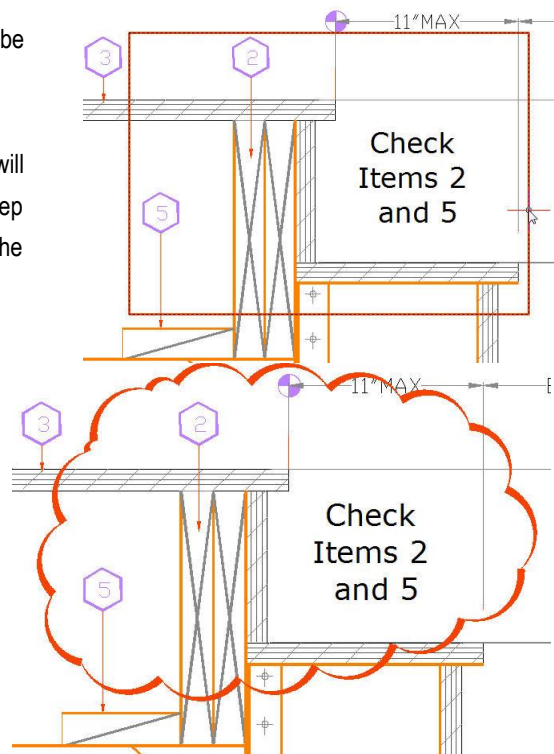 be
will
ep
he
11"MAX
3
2
Check
Items 2
and 5
5
11"MAX
3
2
Check
Items 2
and 5
5